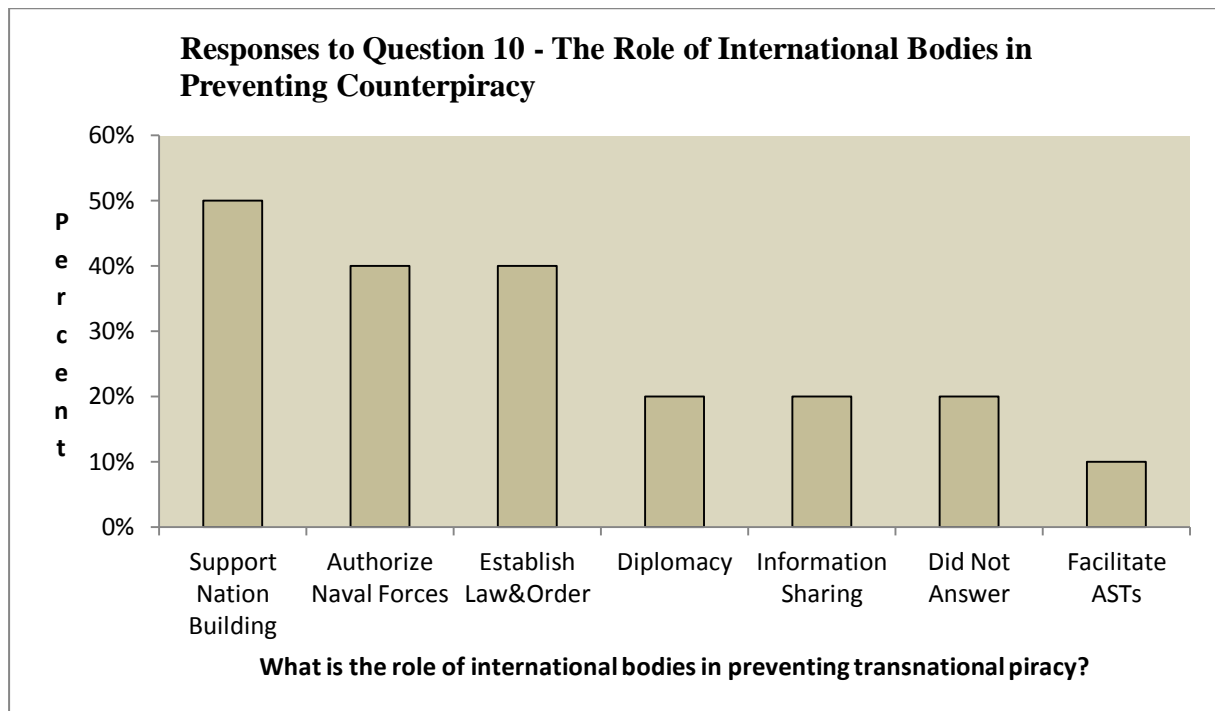 Responses to Question 10 - The Role of International Bodies in
Preventing Counterpiracy
Percent
60%
50%
40%
30%
20%
10%
0%
Support
Nation
Building
Authorize
Naval Forces
Establish
Law&Order
Diplomacy
Information
Sharing
Did Not
Answer
Facilitate
ASTs
What is the role of international bodies in preventing transnational piracy?